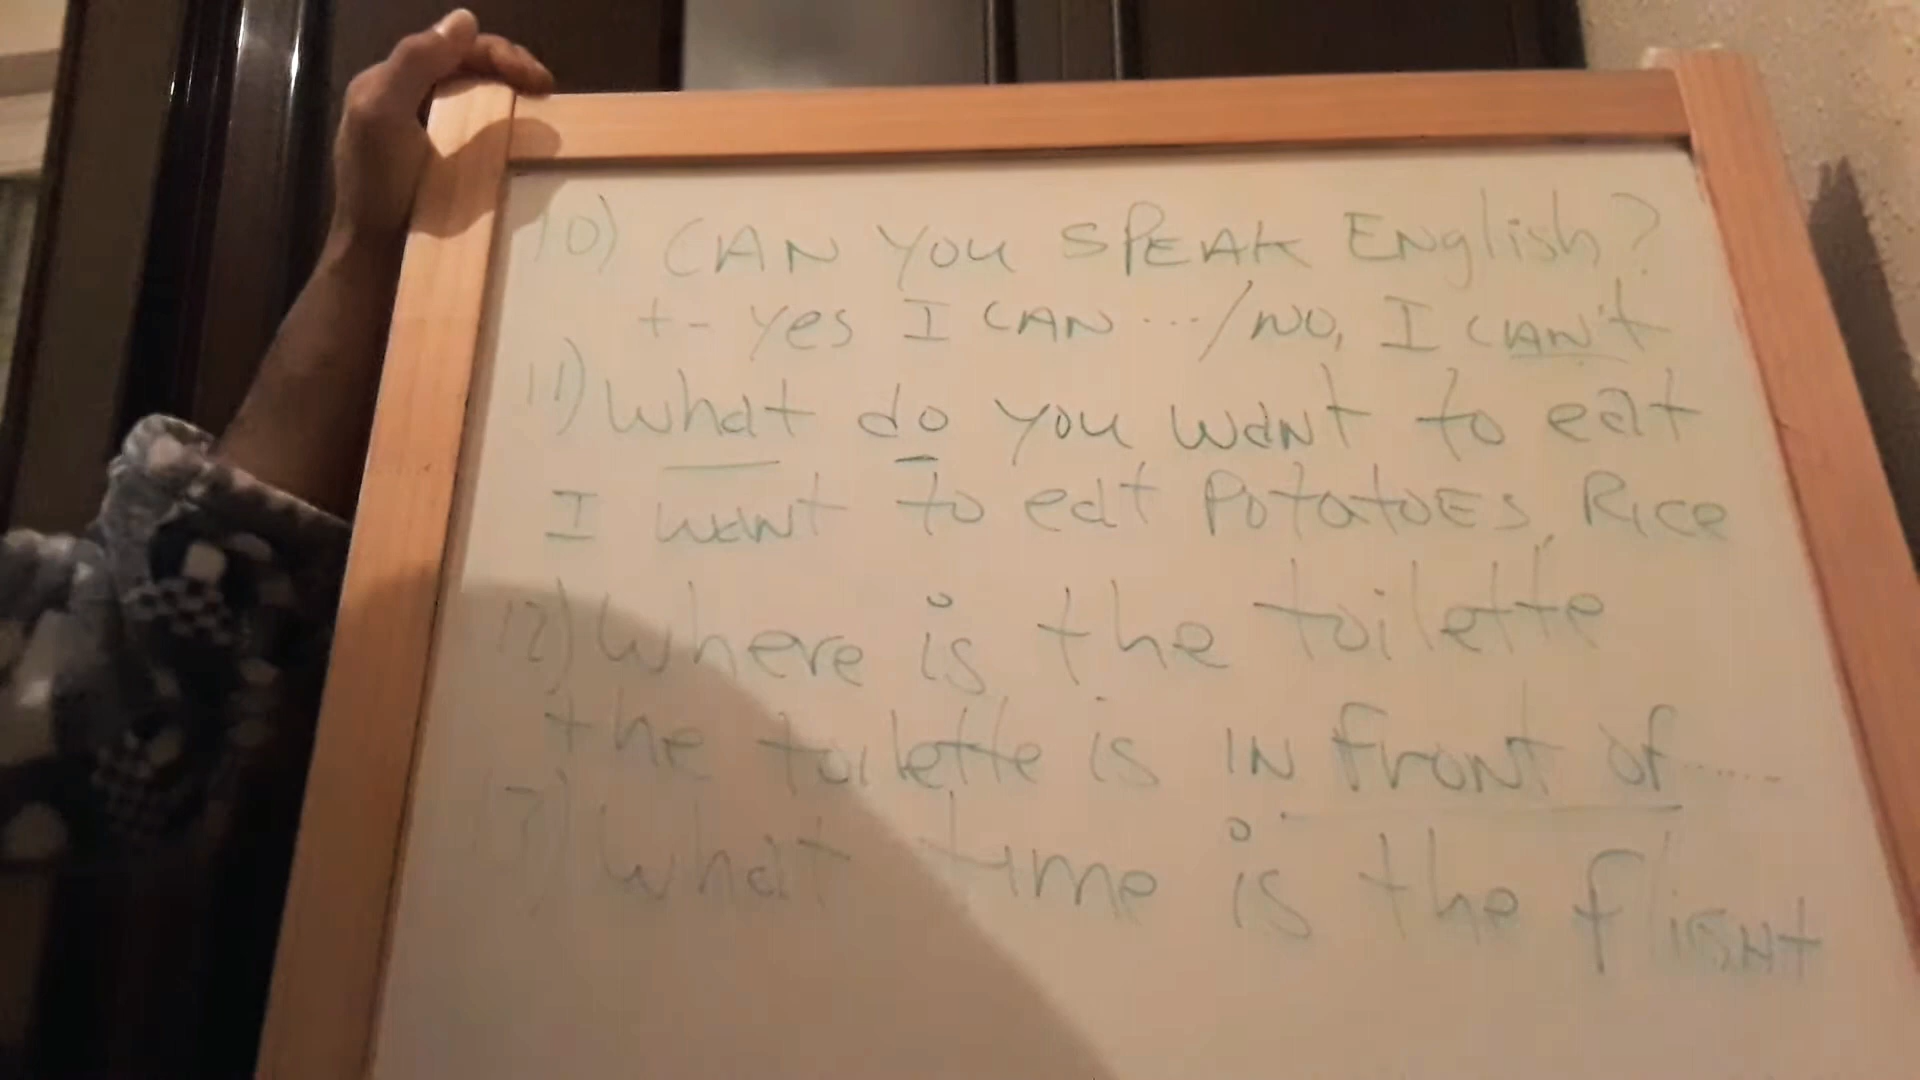 10) CAN YOU SPEAK ENglish?
+- yes I CAN .../NO, I CAN't
11) What do you WaNt to eat
I waNt to eat PotatoES, Rice
12) Where is the toilette
the toilette is IN froNt of.....
13) What time is the fligHt